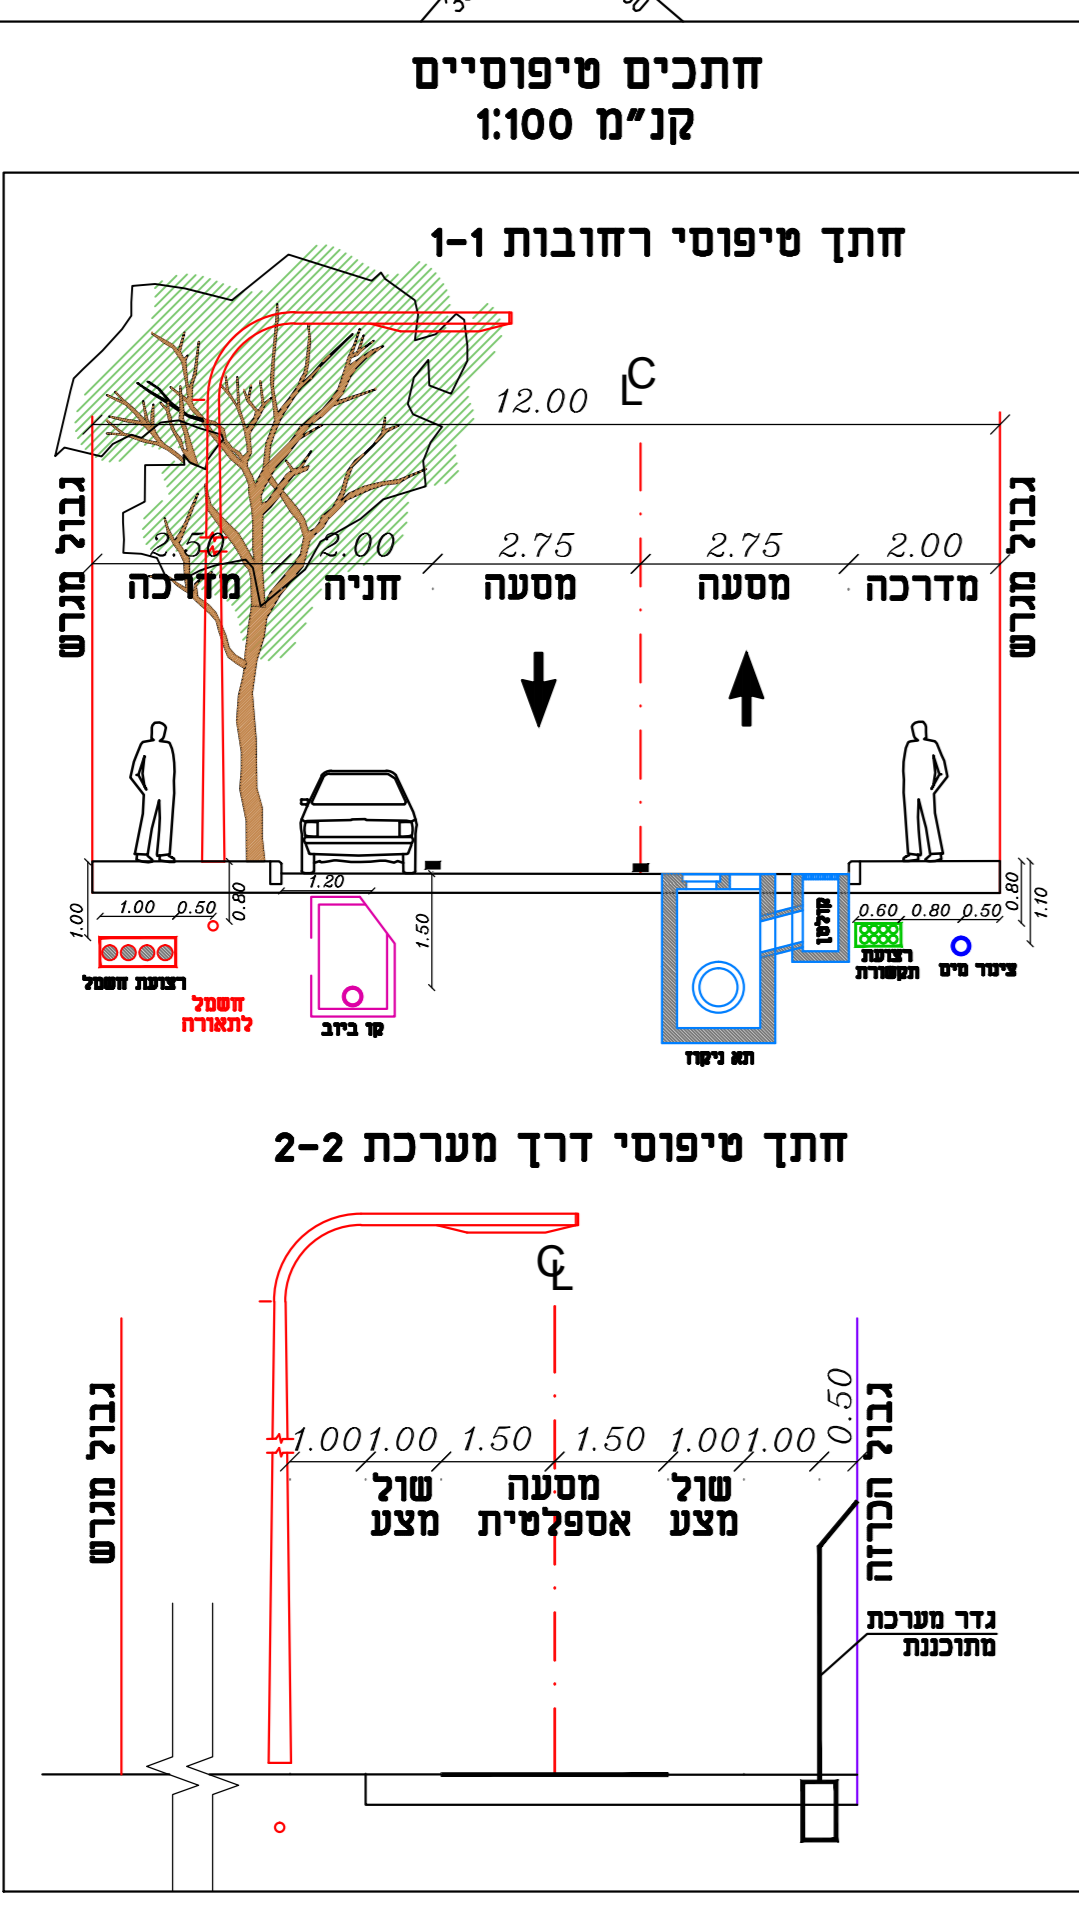 חתכים טיפוסיים
קנ"מ 1:100
חתך טיפוסי רחובות 1-1
CL
12.00
גבול מגרש
גבול מגרש
2.50 2.00 2.75 2.75 2.00
מדרכה חניה מסעה מסעה מדרכה
1.00
1.00 0.50
0.80
1.20
1.50
0.60 0.80 0.50
0.80
1.10
קולטן
רצועת חשמל
חשמל
לתאורה
קו ביוב
תא ניקוז
רצועת
תקשורת
צינור מים
חתך טיפוסי דרך מערכת 2-2
CL
גבול מגרש
גבול הכרזה
1.00 1.00 1.50 1.50 1.00 1.00 0.50
שול
מצע
מסעה
אספלטית
שול
מצע
גדר מערכת
מתוכננת